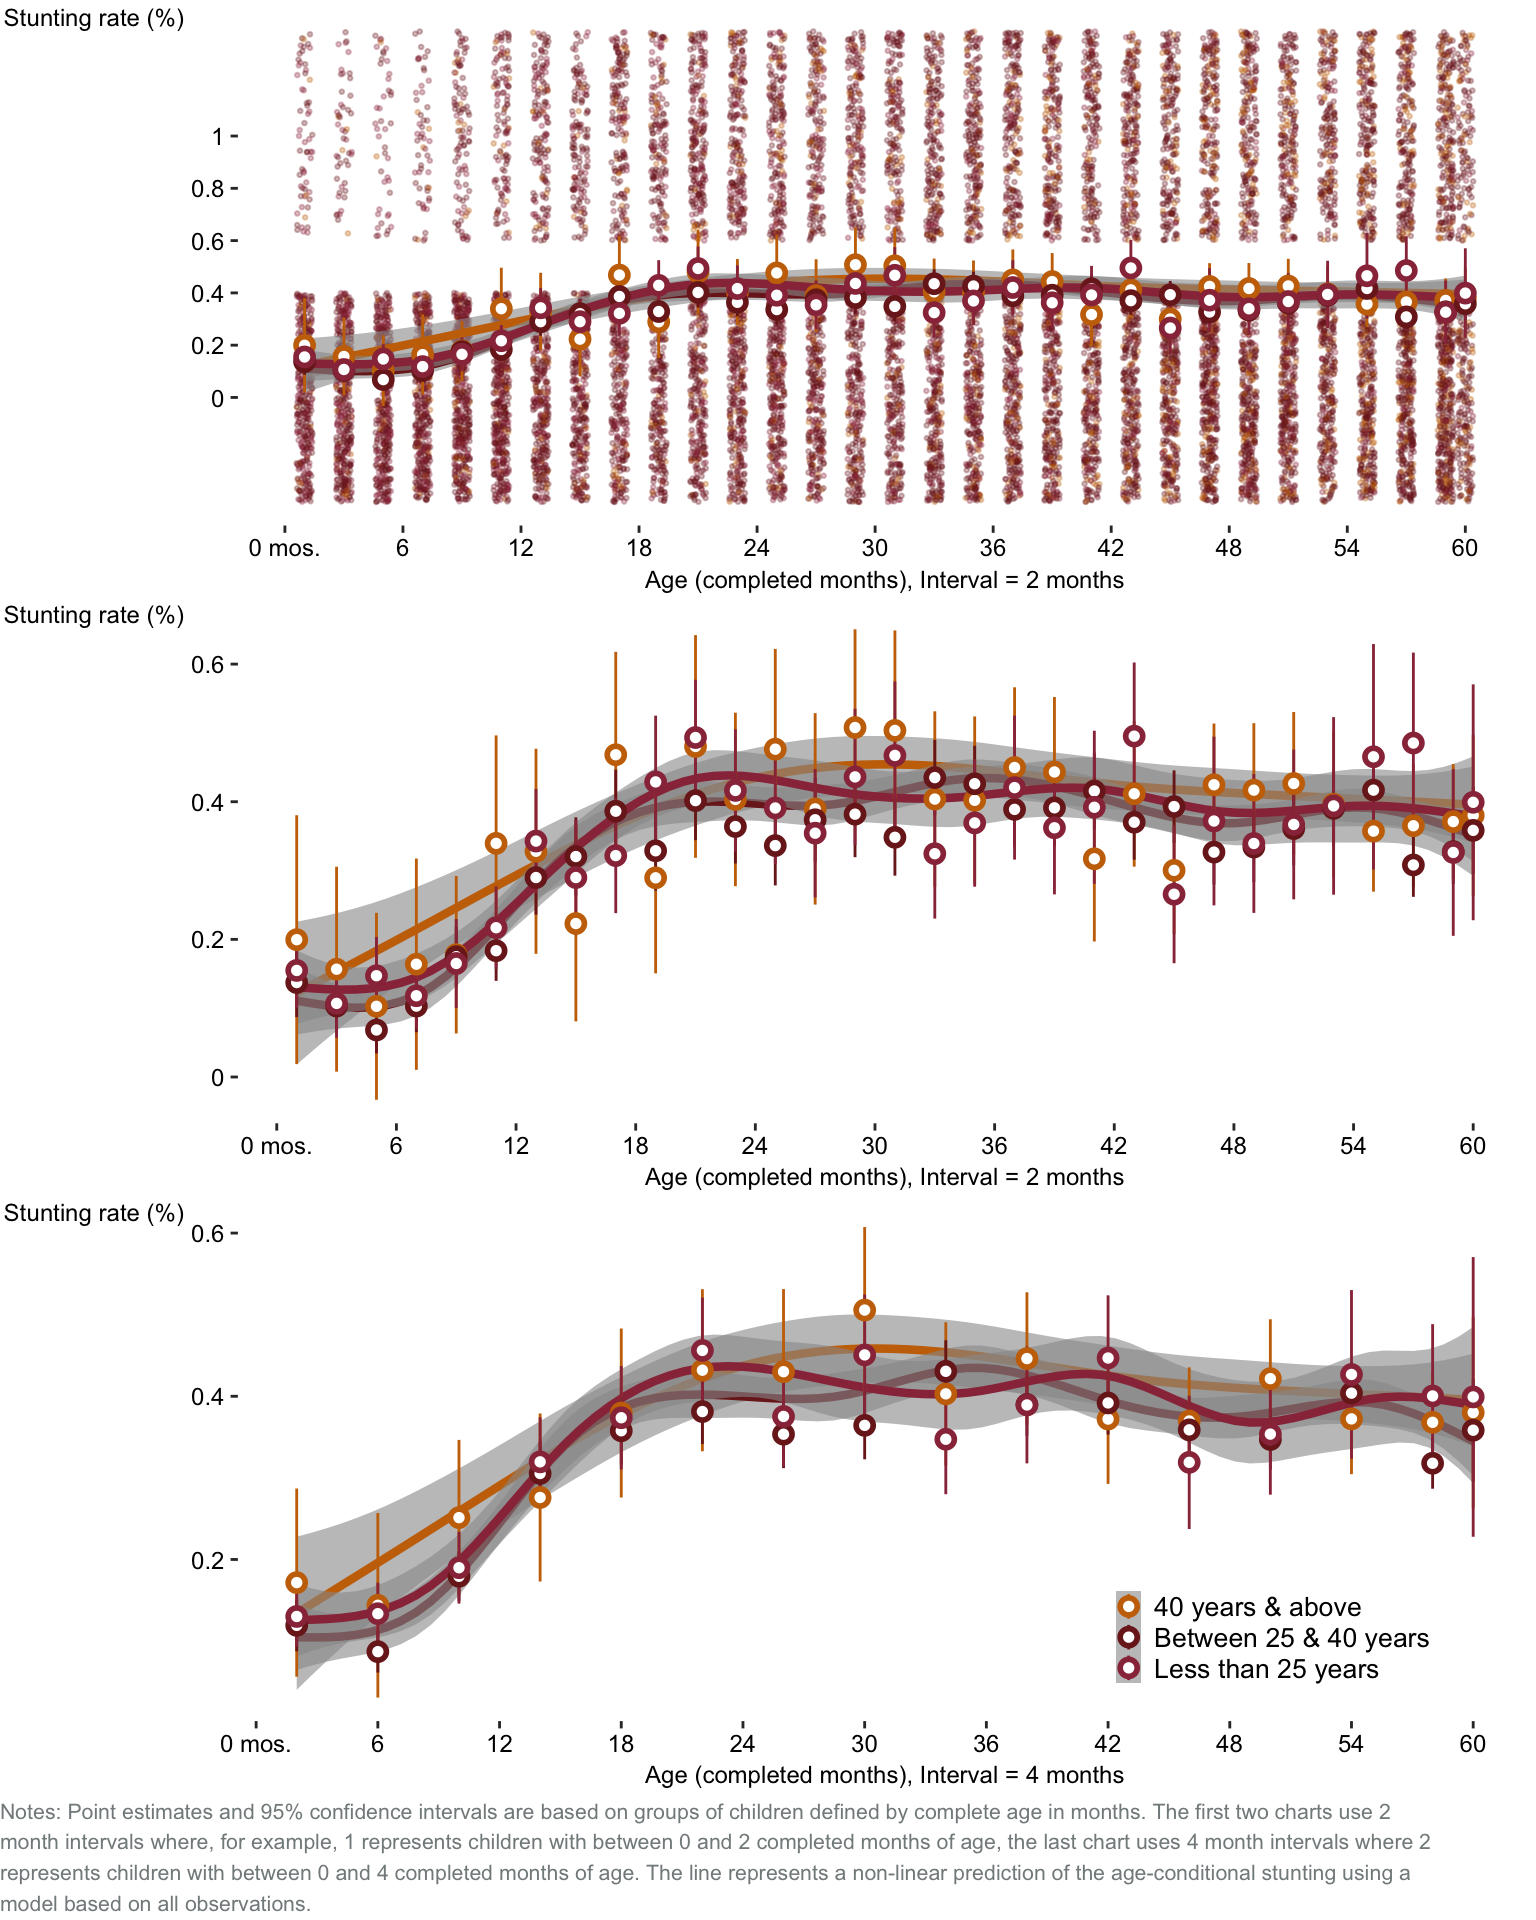 Stunting rate (%)
1
0.8
0.6
0.4
0.2
0
0 mos. 6 12 18 24 30 36 42 48 54 60
Age (completed months), Interval = 2 months
Stunting rate (%)
0.6
0.4
0.2
0
0 mos. 6 12 18 24 30 36 42 48 54 60
Age (completed months), Interval = 2 months
Stunting rate (%)
0.6
0.4
0.2
40 years & above
Between 25 & 40 years
Less than 25 years
0 mos. 6 12 18 24 30 36 42 48 54 60
Age (completed months), Interval = 4 months
Notes: Point estimates and 95% confidence intervals are based on groups of children defined by complete age in months. The first two charts use 2
month intervals where, for example, 1 represents children with between 0 and 2 completed months of age, the last chart uses 4 month intervals where 2
represents children with between 0 and 4 completed months of age. The line represents a non-linear prediction of the age-conditional stunting using a
model based on all observations.